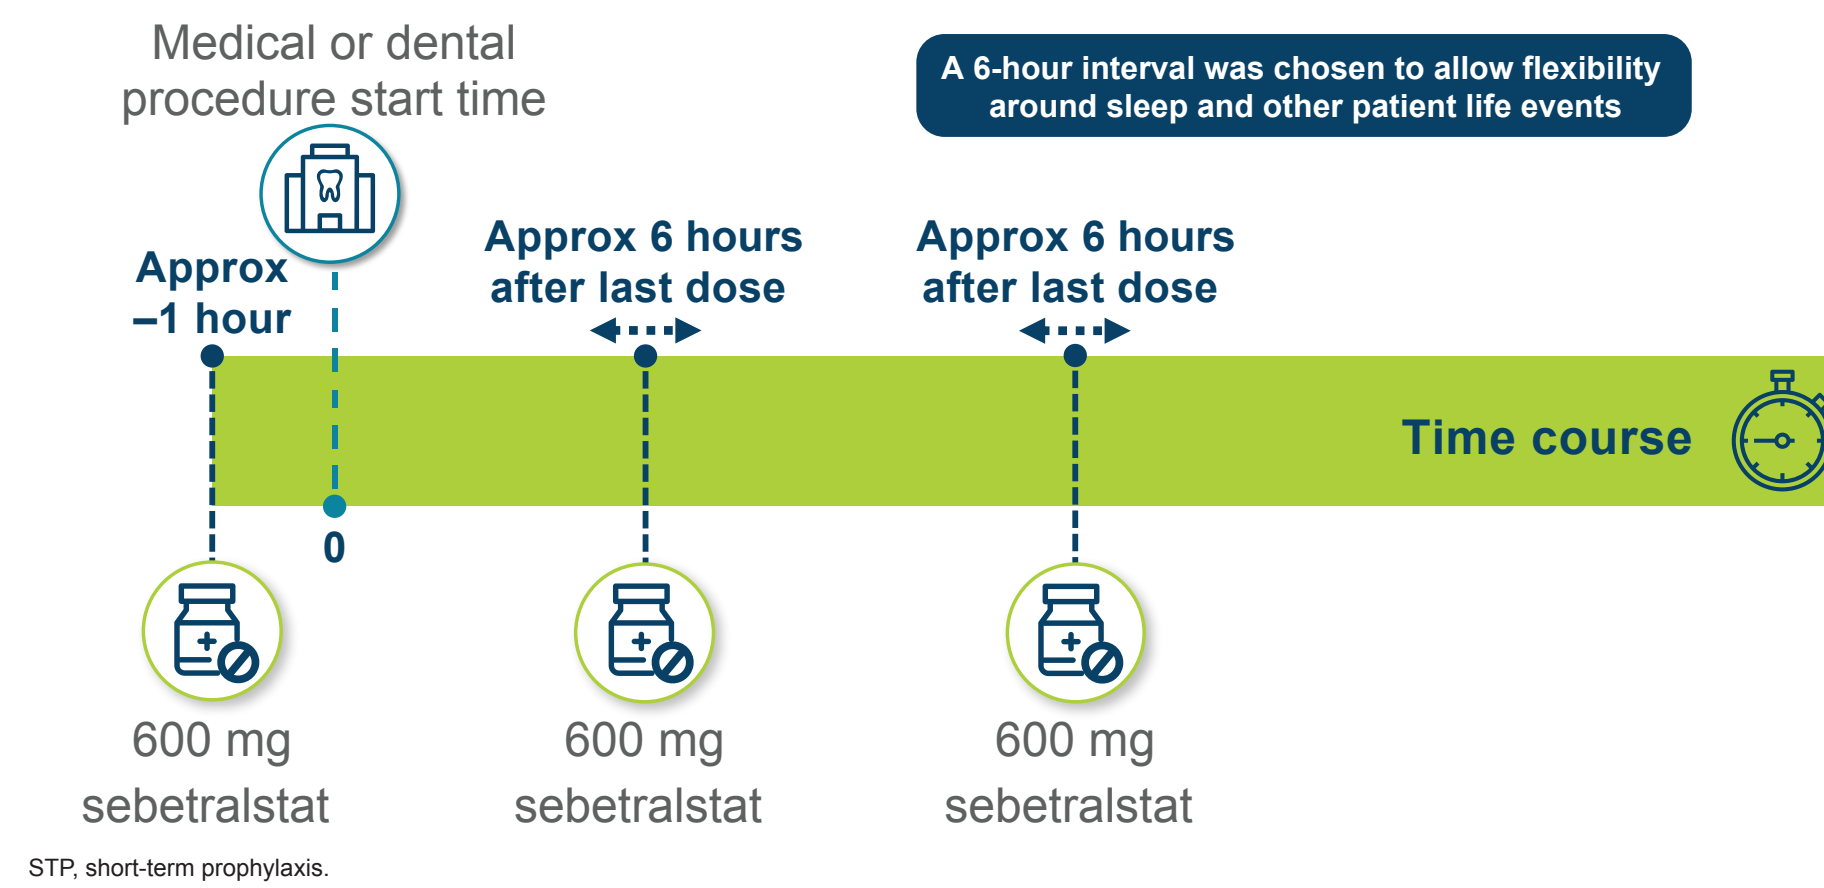 Medical or dental
procedure start time
A 6-hour interval was chosen to allow flexibility
around sleep and other patient life events
Approx
–1 hour
Approx 6 hours
after last dose
Approx 6 hours
after last dose
Time course
0
600 mg
sebetralstat
600 mg
sebetralstat
600 mg
sebetralstat
STP, short-term prophylaxis.